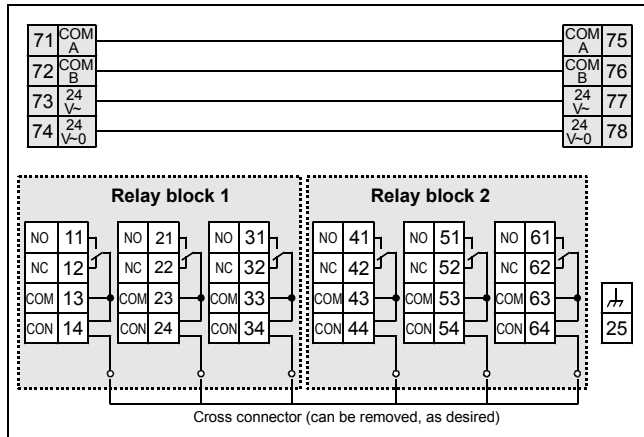 71 COM A COM A 75
72 COM B COM B 76
73 24 V~ 24 V~ 77
74 24 V~0 24 V~0 78
Relay block 1 Relay block 2
NO 11 NO 21 NO 31 NO 41 NO 51 NO 61
NC 12 NC 22 NC 32 NC 42 NC 52 NC 62
COM 13 COM 23 COM 33 COM 43 COM 53 COM 63
CON 14 CON 24 CON 34 CON 44 CON 54 CON 64 25
Cross connector (can be removed, as desired)